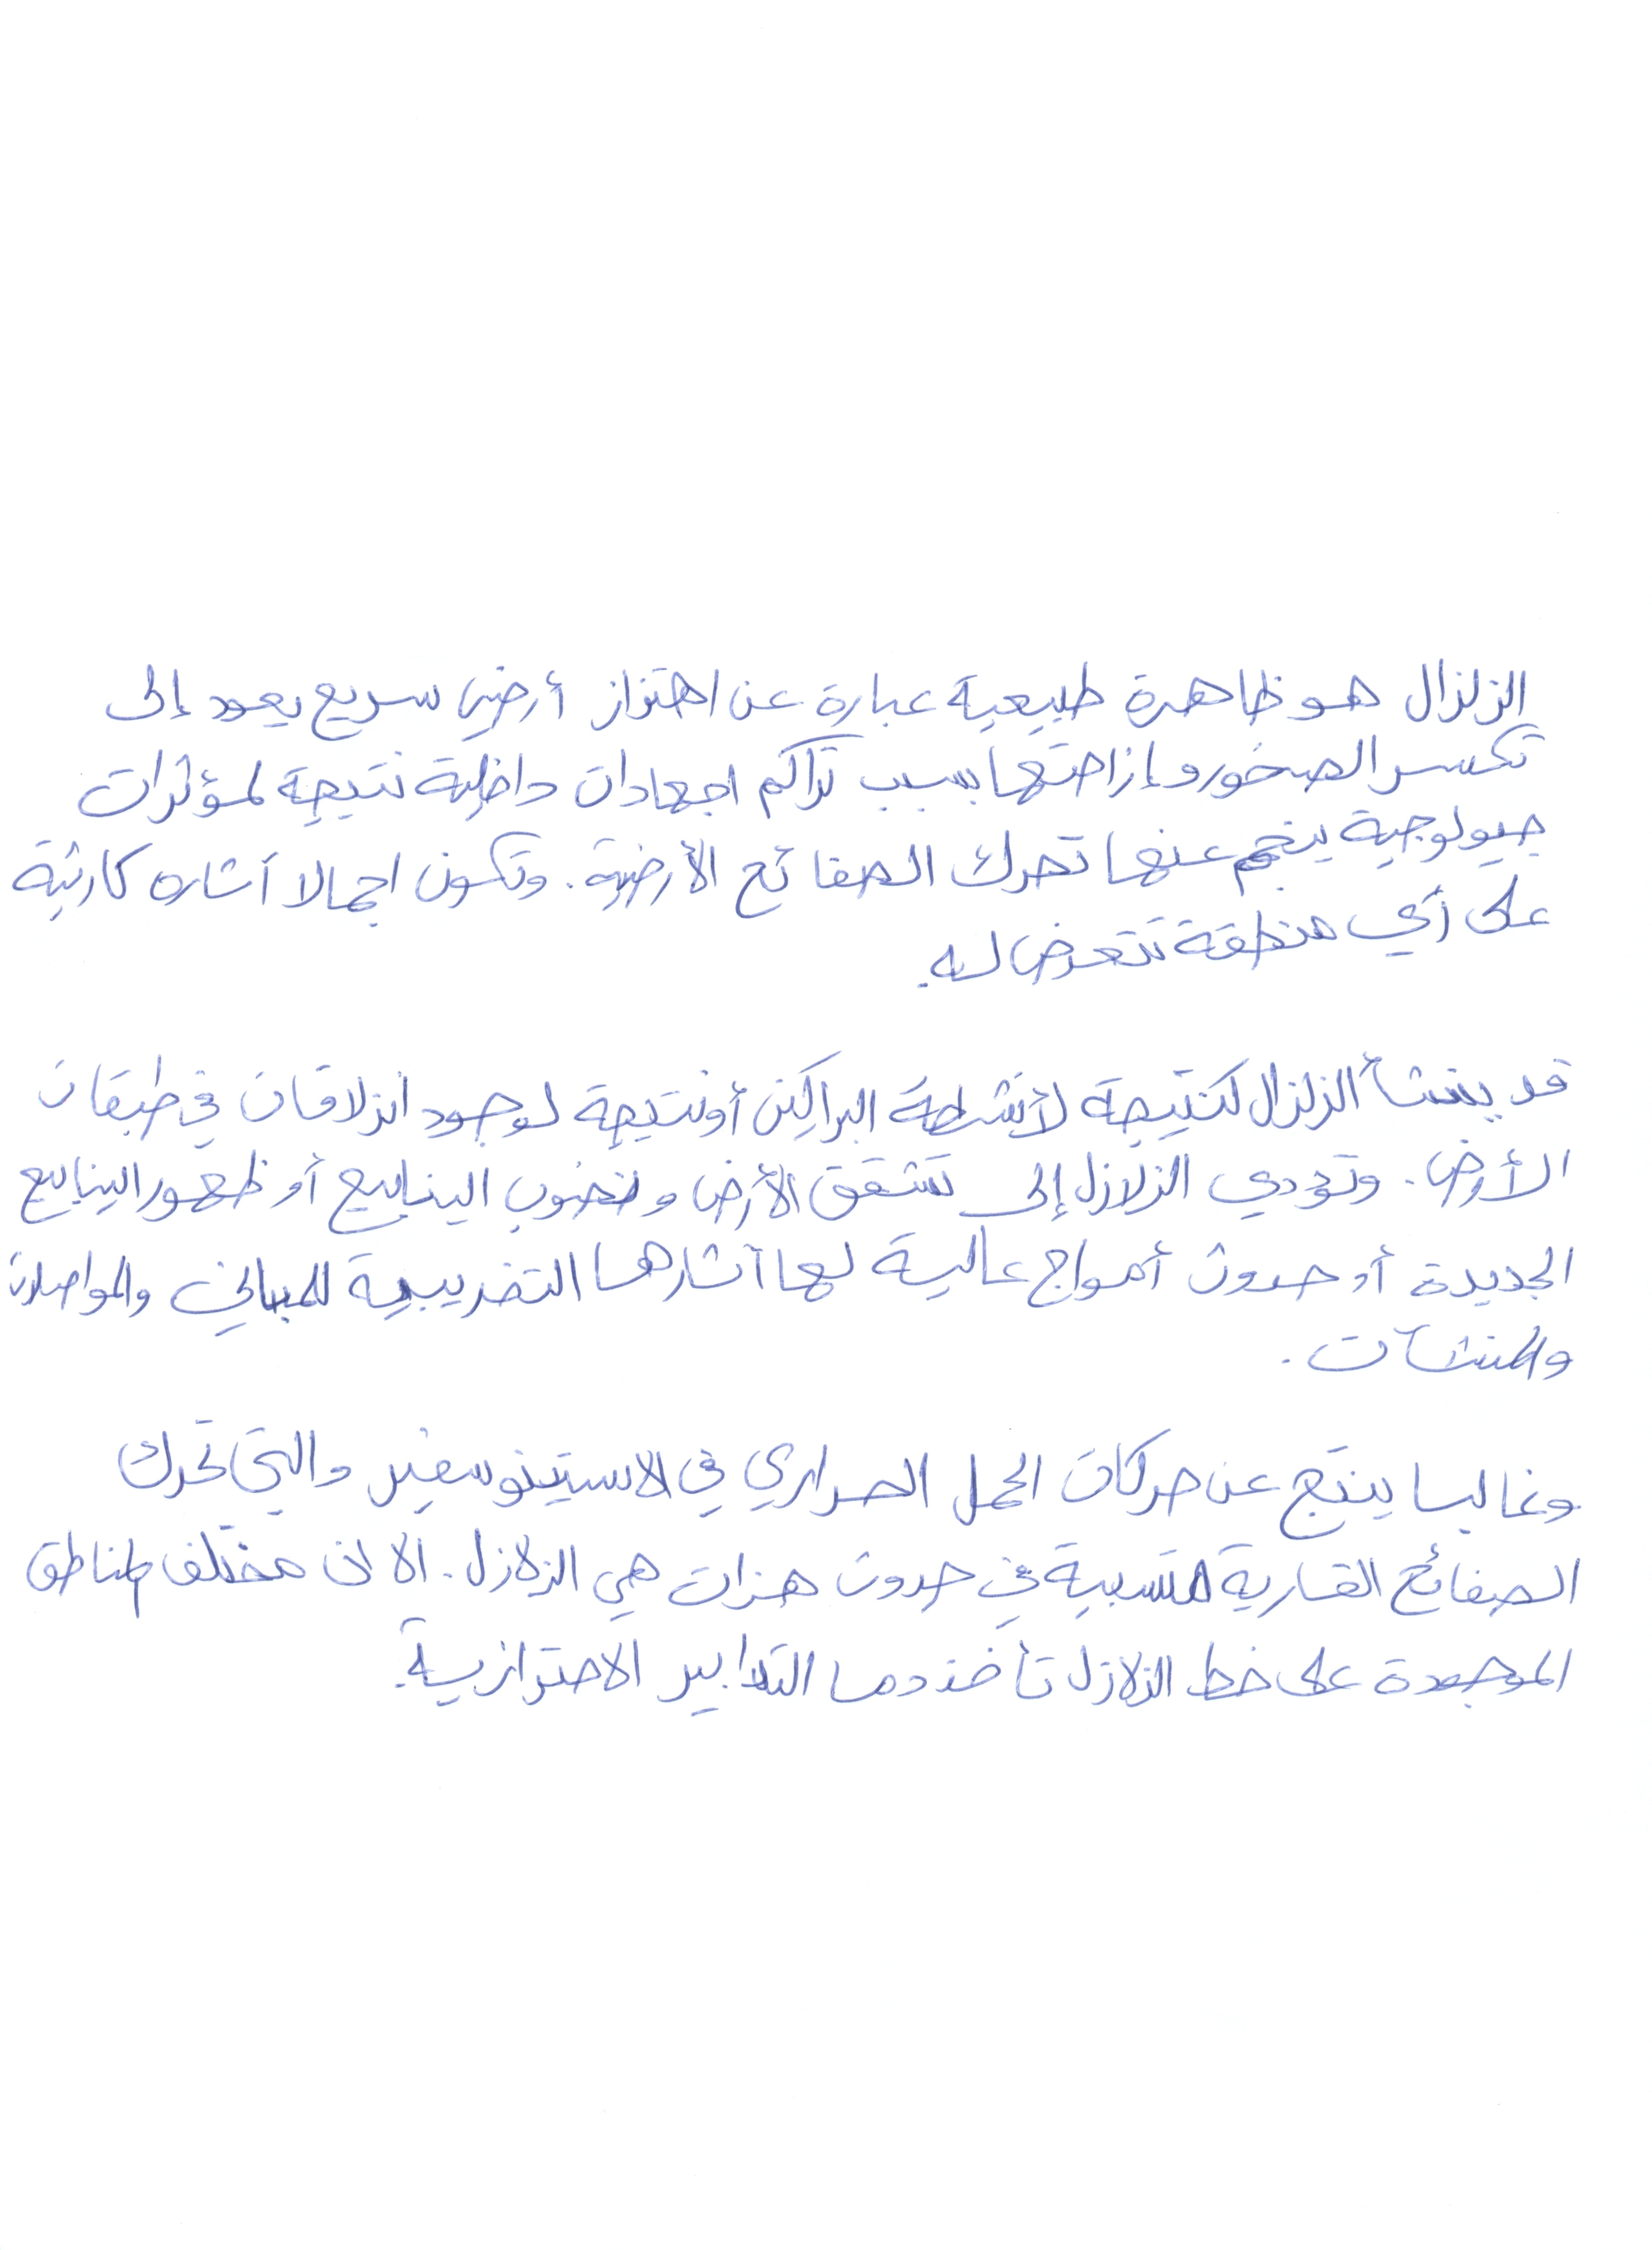 الزلزال هو ظاهرة طبيعية عبارة عن اهتزاز أرضي سريع يعود إلى
تكسر الصخور وإزاحتها بسبب تراكم اجهادات داخلية نتيجة لمؤثرات
جيولوجية ينجم عنها تحرك الصفائح الأرضية. وتكون اجمالا آثاره كارثية
على أي منطقة تتعرض له.
قد ينشأ الزلزال كنتيجة لأنشطة البراكين أو نتيجة لوجود انزلاقات في طبقات
الأرض. وتؤدي الزلازل إلى تشقق الأرض ونضوب الينابيع أو ظهور الينابيع
الجديدة أو حدوث أمواج عالية لها آثارها التخريبية للمباني والمواصلات
والمنشآت.
وغالبا ينتج عن حركات الحمل الحراري في الاستينوسفير والتي تحرك
الصفائح القارية متسببة في حدوث هزات هي الزلازل. الا ان مختلف المناطق
الموجودة على خط الزلازل تأخذ دوما التدابير الاحترازية.